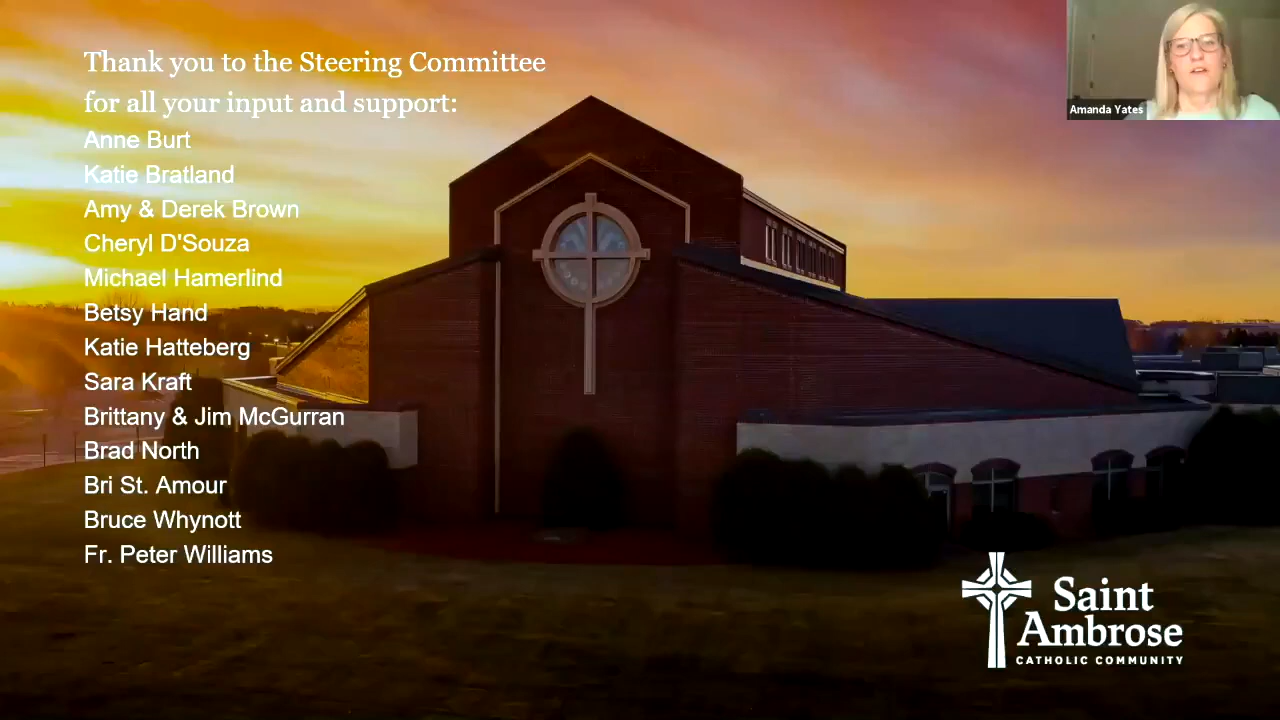 Thank you to the Steering Committee
for all your input and support:
Anne Burt
Katie Bratland
Amy & Derek Brown
Cheryl D'Souza
Michael Hamerlind
Betsy Hand
Katie Hatteberg
Sara Kraft
Brittany & Jim McGurran
Brad North
Bri St. Amour
Bruce Whynott
Fr. Peter Williams
Amanda Yates
Saint
Ambrose
CATHOLIC COMMUNITY